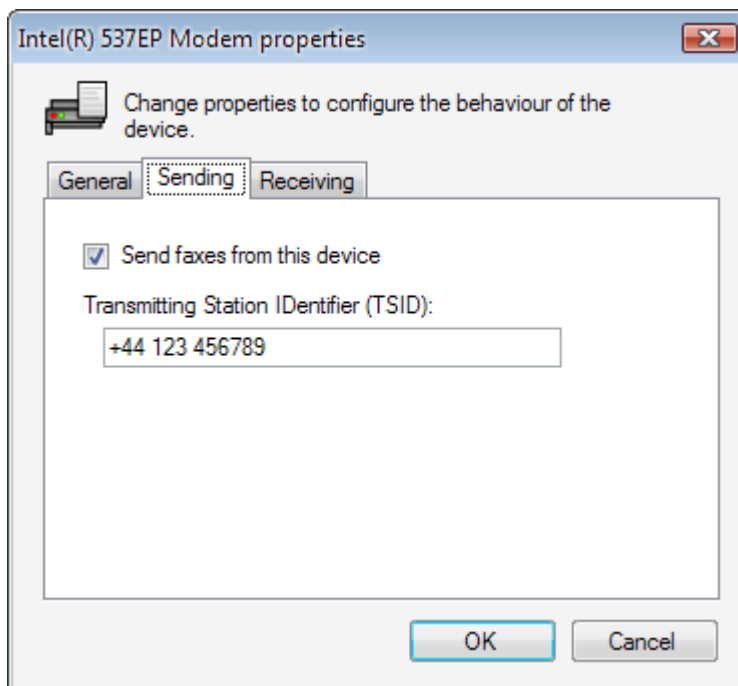 Intel(R) 537EP Modem properties
Change properties to configure the behaviour of the
device.
General Sending Receiving
Send faxes from this device
Transmitting Station IDentifier (TSID):
+44 123 456789
OK Cancel